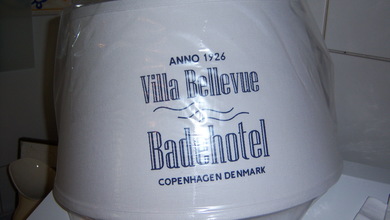 ANNO 1926
Villa Bellevue
Badehotel
COPENHAGEN DENMARK